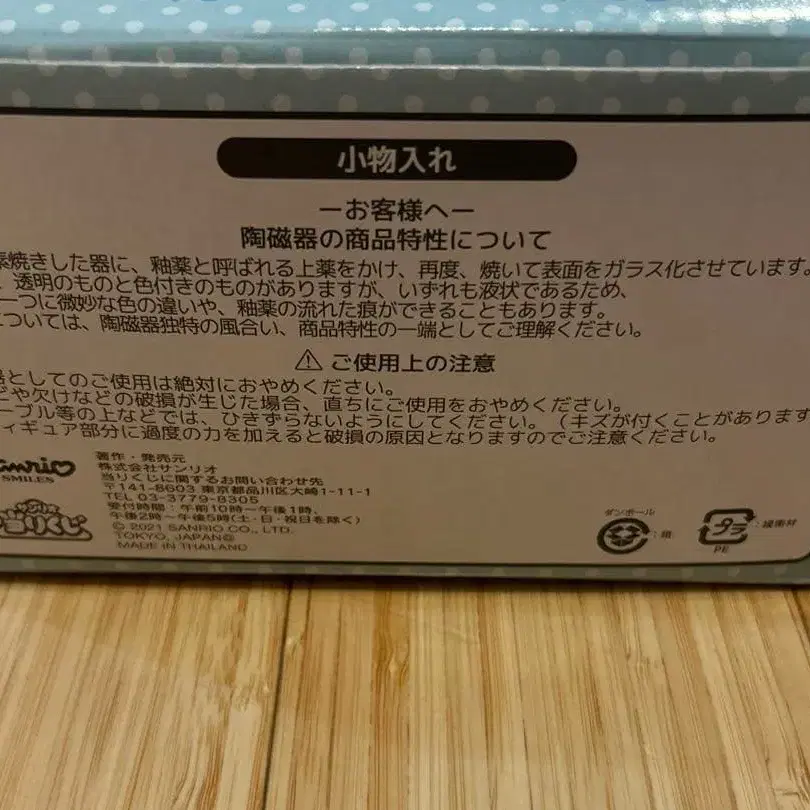 小物入れ
ーお客様へー
陶磁器の商品特性について
素焼きした器に、釉薬と呼ばれる上薬をかけ、再度、焼いて表面をガラス化させています。
、透明のものと色付きのものがありますが、いずれも液状であるため、
一つに微妙な色の違いや、釉薬の流れた痕ができることもあります。
については、陶磁器独特の風合い、商品特性の一端としてご理解ください。
⚠ ご使用上の注意
器としてのご使用は絶対におやめください。
ビや欠けなどの破損が生じた場合、直ちにご使用をおやめください。
ーブル等の上などでは、ひきずらないようにしてください。（キズが付くことがあります
ィギュア部分に過度の力を加えると破損の原因となりますのでご注意ください。
anrio
SMILES
当りくじ
著作・発売元
株式会社サンリオ
当りくじに関するお問い合わせ先
〒141-8603 東京都品川区大崎1-11-1
TEL 03-3779-8305
受付時間：午前10時〜午後1時、
午後2時〜午後5時(土・日・祝日を除く)
© 2021 SANRIO CO., LTD.
TOKYO, JAPAN Ⓛ
MADE IN THAILAND
ダンボール
：箱
プラ
：緩衝材
PE